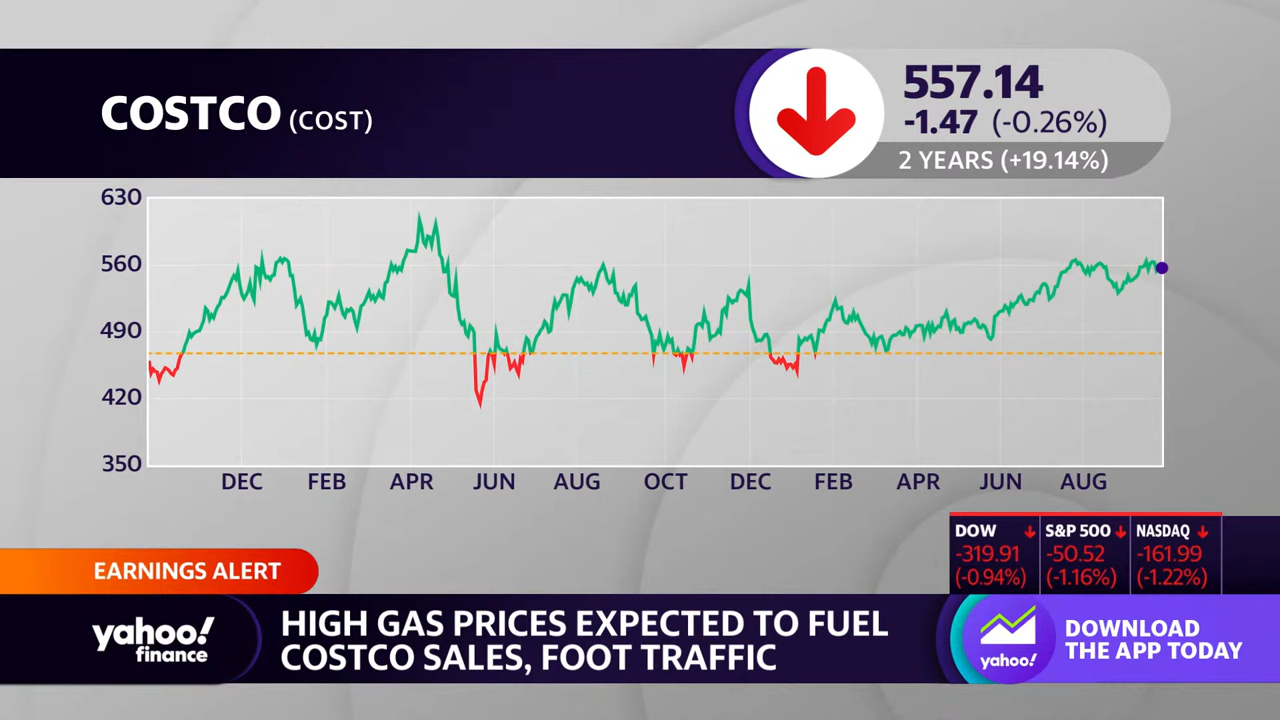 COSTCO (COST)
557.14
-1.47 (-0.26%)
2 YEARS (+19.14%)
630
560
490
420
350
DEC FEB APR JUN AUG OCT DEC FEB APR JUN AUG
DOW S&P 500 NASDAQ
-319.91 -50.52 -161.99
(-0.94%) (-1.16%) (-1.22%)
EARNINGS ALERT
yahoo!
finance
HIGH GAS PRICES EXPECTED TO FUEL
COSTCO SALES, FOOT TRAFFIC
yahoo!
DOWNLOAD
THE APP TODAY